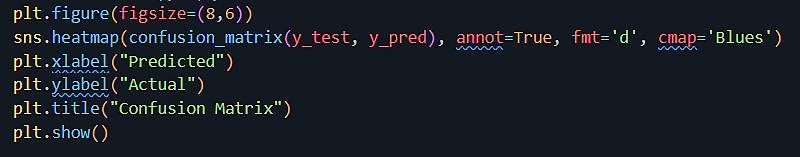 plt.figure(figsize=(8,6))
sns.heatmap(confusion_matrix(y_test, y_pred), annot=True, fmt='d', cmap='Blues')
plt.xlabel("Predicted")
plt.ylabel("Actual")
plt.title("Confusion Matrix")
plt.show()